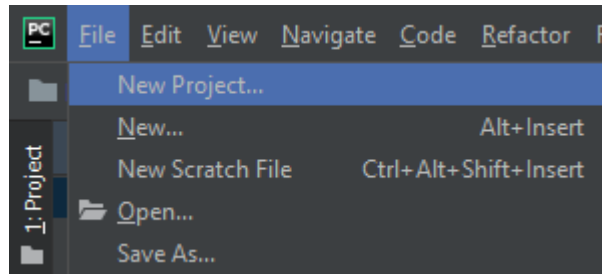 PC File Edit View Navigate Code Refactor
New Project...
New... Alt+Insert
New Scratch File Ctrl+Alt+Shift+Insert
Open...
Save As...
1: Project